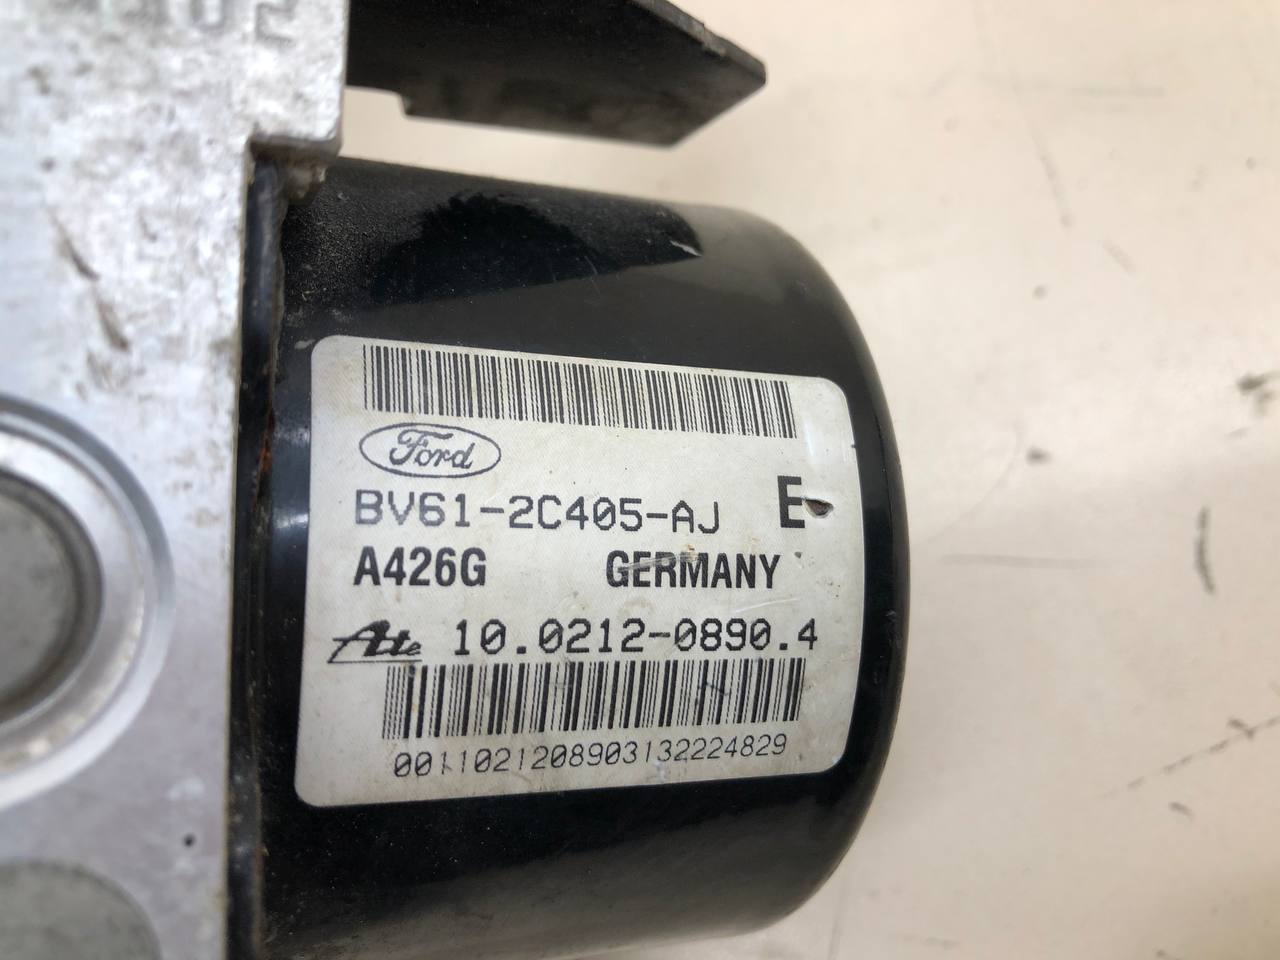 Ford
BV61-2C405-AJ E
A426G GERMANY
Ate 10.0212-0890.4
0011021208903132224829